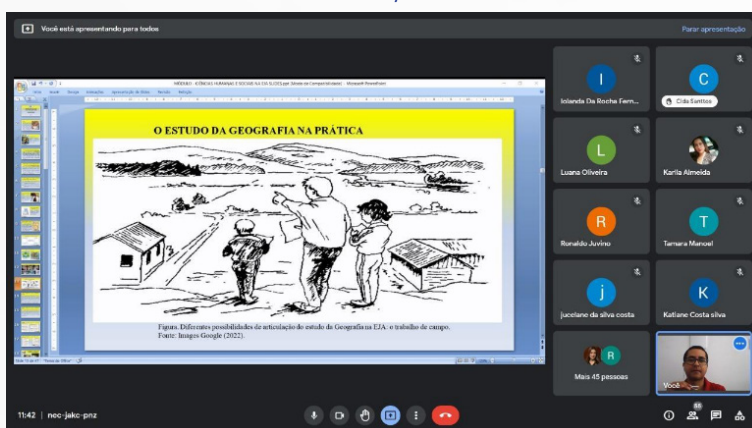 Você está apresentando para todos
Parar apresentação
O ESTUDO DA GEOGRAFIA NA PRÁTICA
Figura. Diferentes possibilidades de articulação do estudo da Geografia na EJA: o trabalho de campo.
Fonte: Images Google (2022).
I
Iolanda Da Rocha Fern...
C
Cida Santtos
L
Luana Oliveira
Karlla Almeida
R
Ronaldo Juvino
T
Tamara Manoel
j
jucelane da silva costa
K
Katiane Costa silva
R
Mais 45 pessoas
Você
11:42 | nec-jakc-pnz